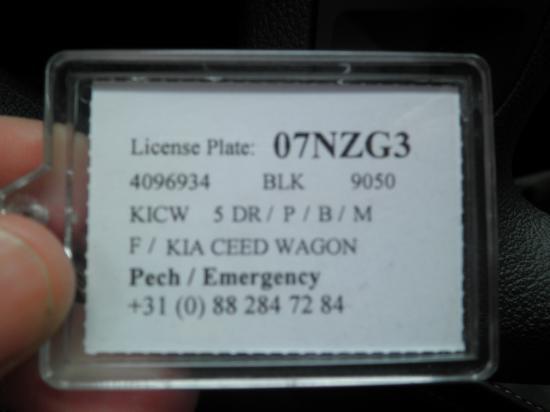 License Plate: 07NZG3
4096934 BLK 9050
KICW 5 DR / P / B / M
F / KIA CEED WAGON
Pech / Emergency
+31 (0) 88 284 72 84